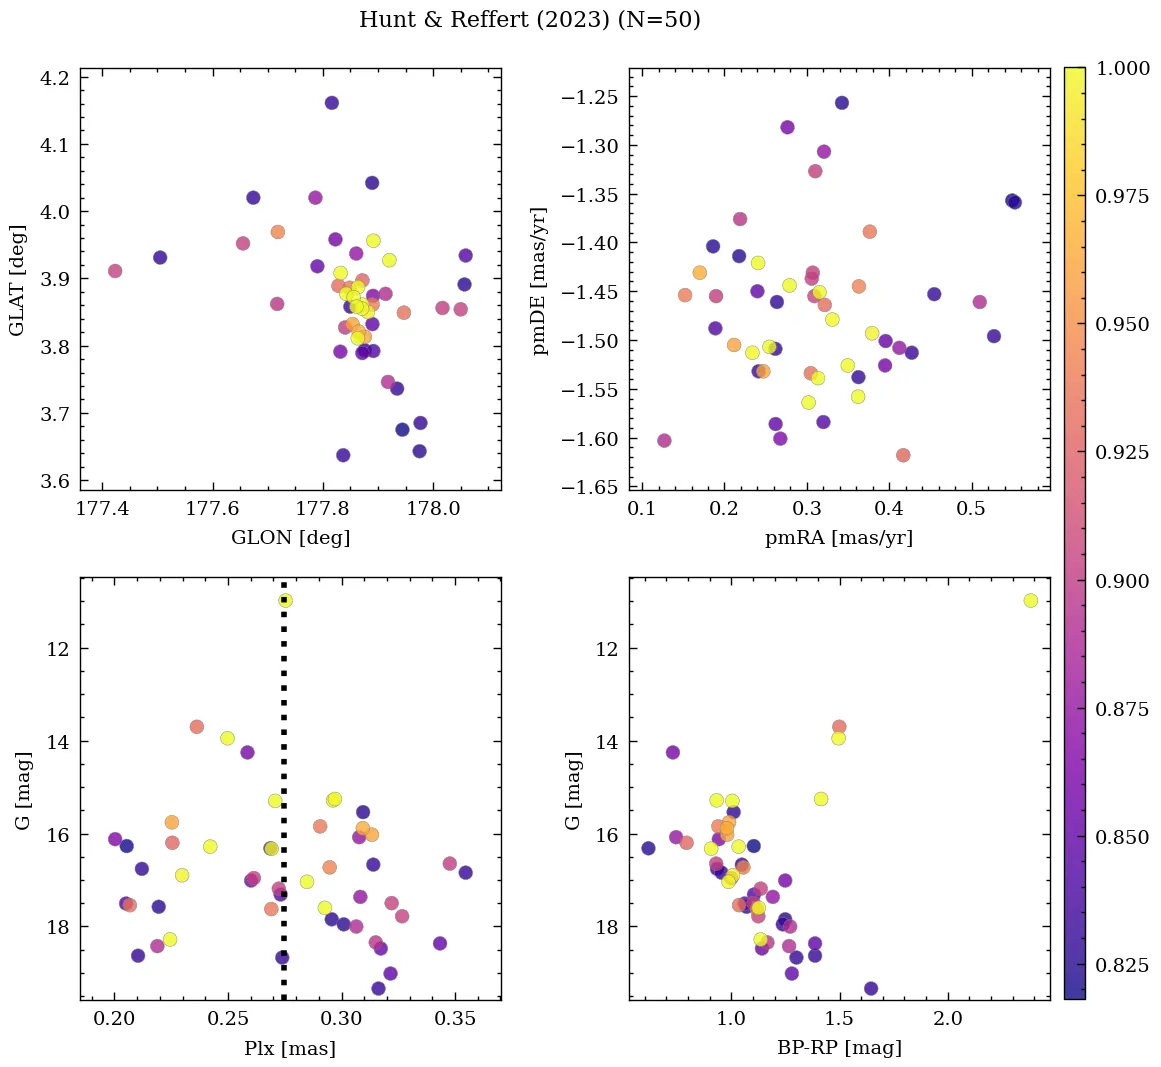 Hunt & Reffert (2023) (N=50)
4.2
4.1
4.0
3.9
3.8
3.7
3.6
GLAT [deg]
177.4 177.6 177.8 178.0
GLON [deg]
−1.25
−1.30
−1.35
−1.40
−1.45
−1.50
−1.55
−1.60
−1.65
pmDE [mas/yr]
0.1 0.2 0.3 0.4 0.5
pmRA [mas/yr]
12
14
16
18
G [mag]
0.20 0.25 0.30 0.35
Plx [mas]
12
14
16
18
G [mag]
1.0 1.5 2.0
BP-RP [mag]
1.000
0.975
0.950
0.925
0.900
0.875
0.850
0.825